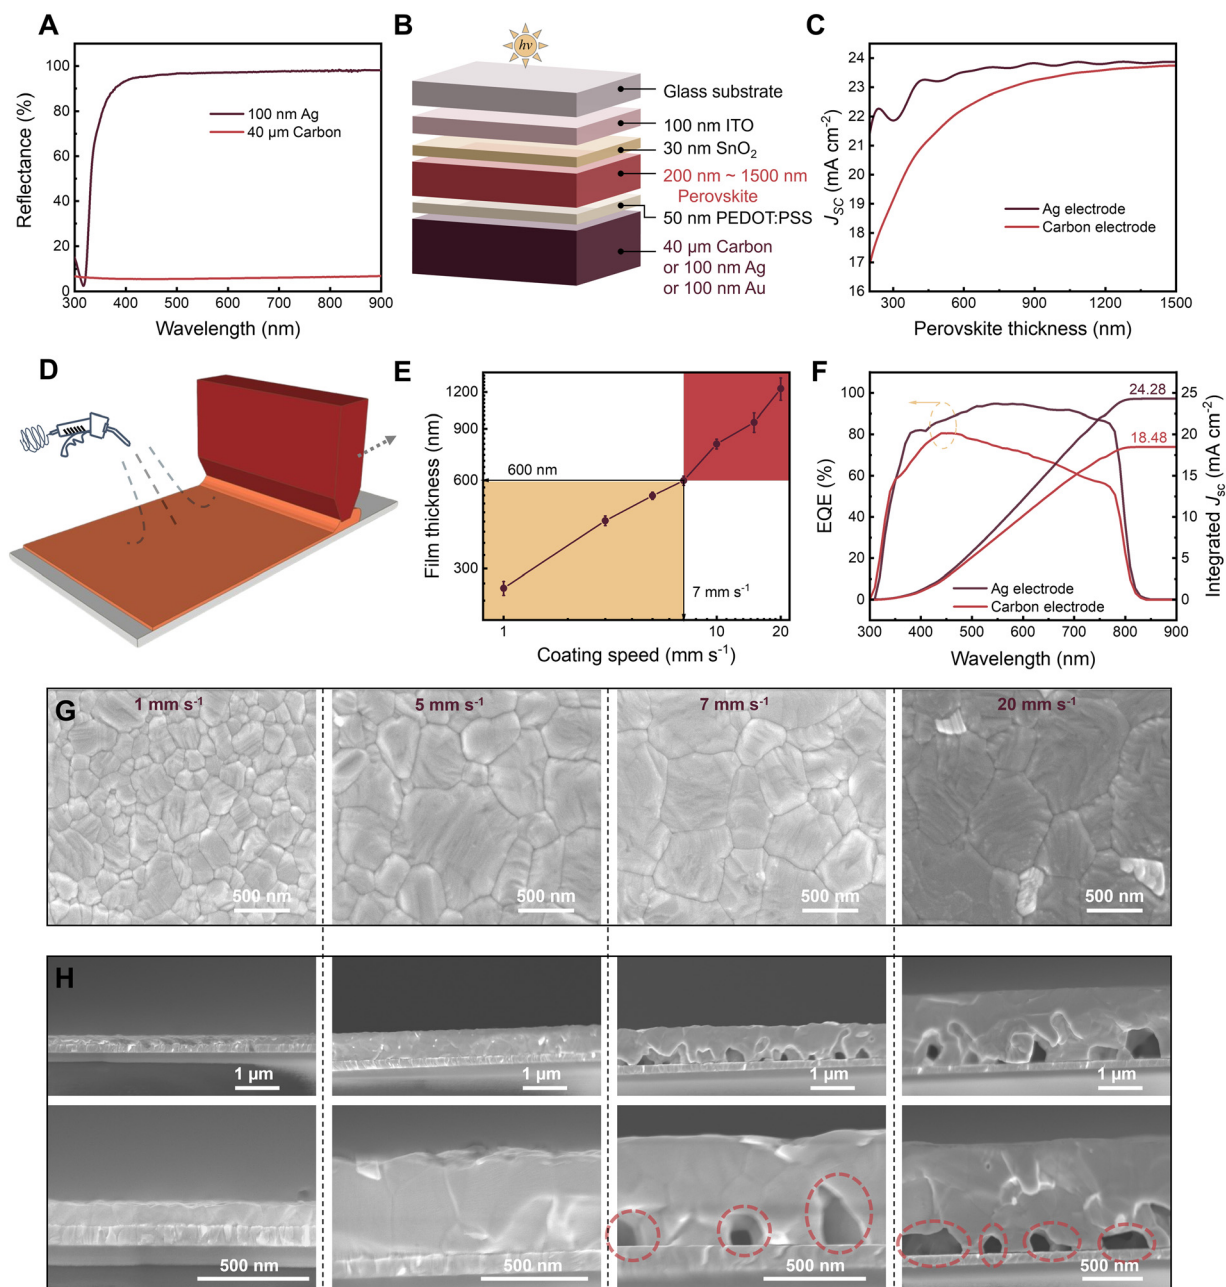 A
Reflectance (%)
100
80
60
40
20
0
100 nm Ag
40 µm Carbon
300 400 500 600 700 800 900
Wavelength (nm)
B
hv
Glass substrate
100 nm ITO
30 nm SnO₂
200 nm ~ 1500 nm
Perovskite
50 nm PEDOT:PSS
40 µm Carbon
or 100 nm Ag
or 100 nm Au
C
J_SC (mA cm⁻²)
24
23
22
21
20
19
18
17
16
Ag electrode
Carbon electrode
300 600 900 1200 1500
Perovskite thickness (nm)
D
E
Film thickness (nm)
1200
900
600
300
600 nm
7 mm s⁻¹
1 10 20
Coating speed (mm s⁻¹)
F
EQE (%)
100
80
60
40
20
0
24.28
18.48
Ag electrode
Carbon electrode
25
20
15
10
5
0
Integrated J_sc (mA cm⁻²)
300 400 500 600 700 800 900
Wavelength (nm)
G
1 mm s⁻¹
5 mm s⁻¹
7 mm s⁻¹
20 mm s⁻¹
500 nm
500 nm
500 nm
500 nm
H
1 µm
1 µm
1 µm
1 µm
500 nm
500 nm
500 nm
500 nm